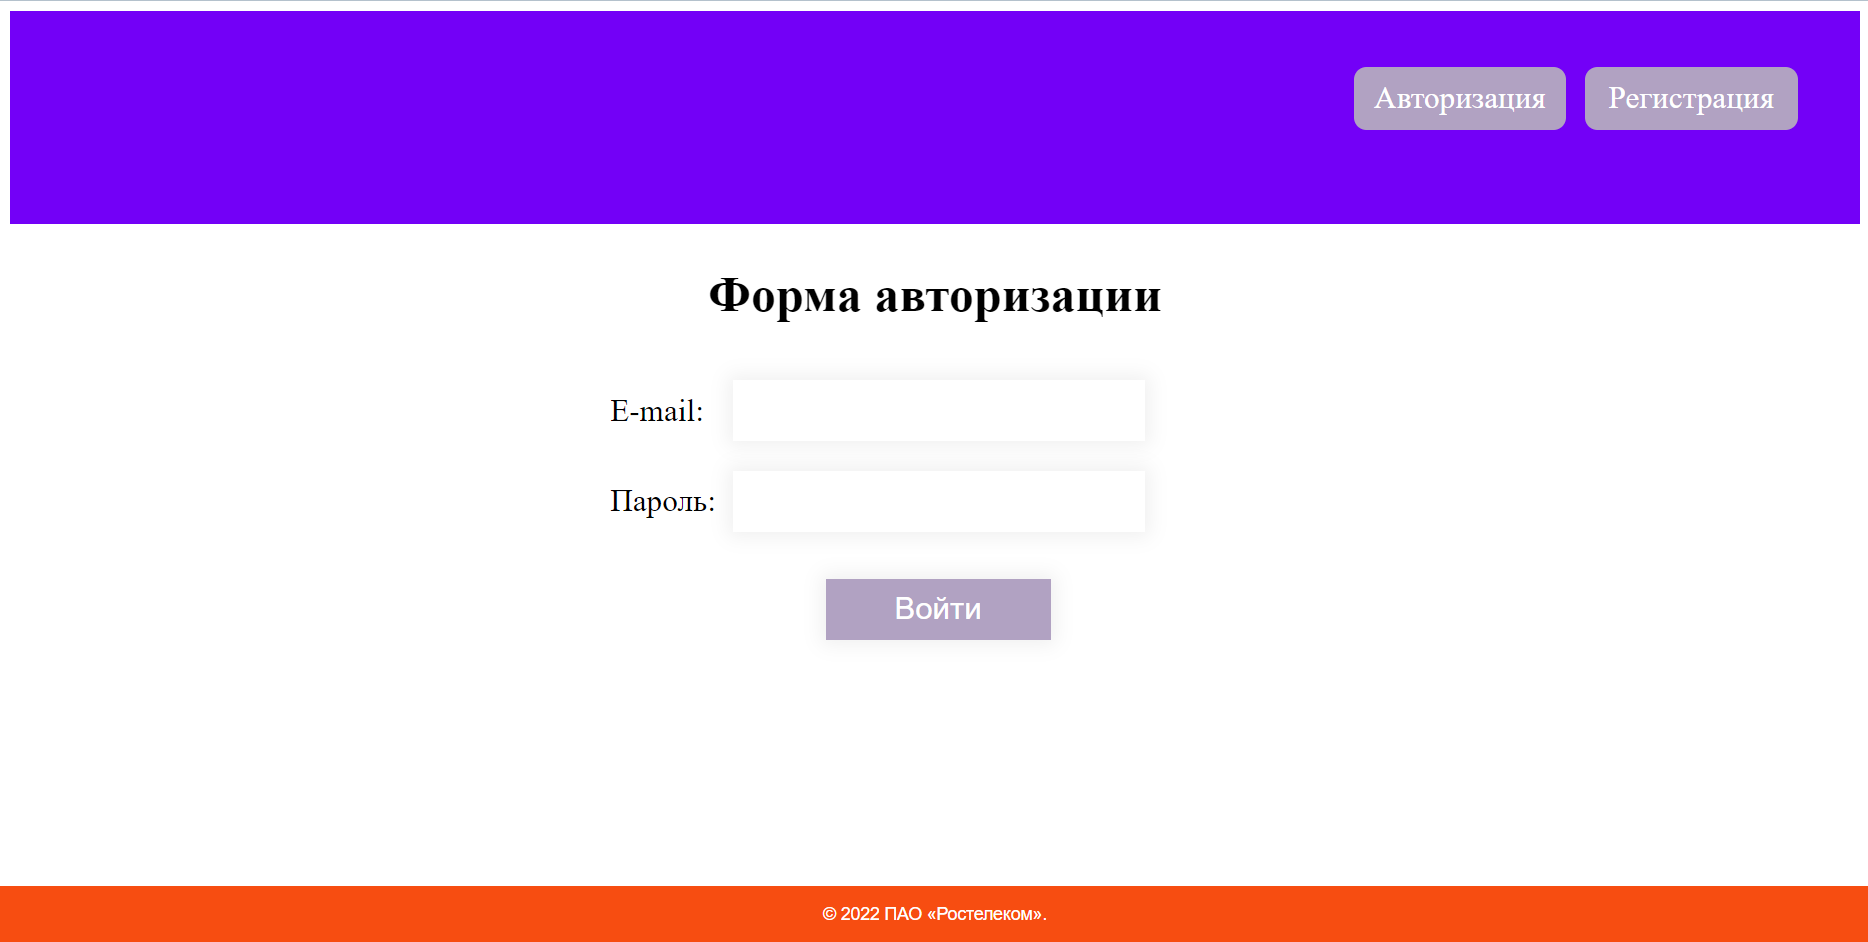 Авторизация Регистрация
Форма авторизации
E-mail:
Пароль:
Войти
© 2022 ПАО «Ростелеком».